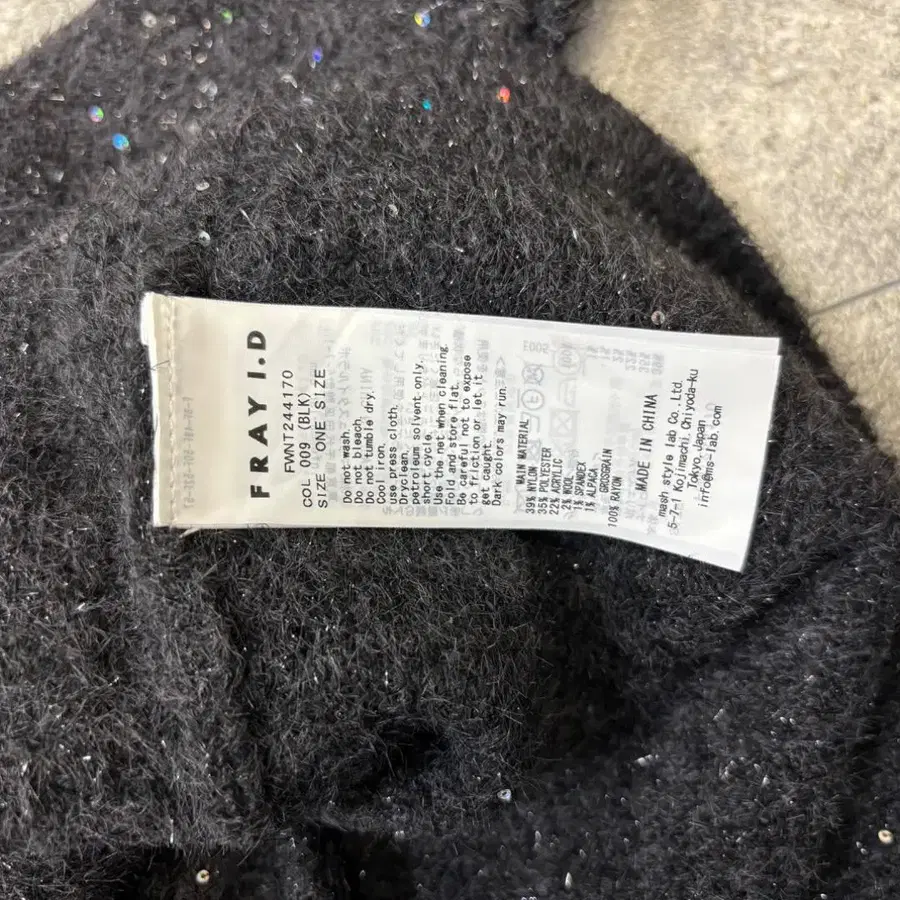 FRAY I.D
FWNT244170
COL 009 (BLK)
SIZE ONE SIZE
Do not wash.
Do not bleach.
Do not tumble dry.
Cool iron.
use press cloth.
Dryclean.
petroleum solvent only.
short cycle.
Use the net when cleaning.
Fold and store flat.
Be careful not to expose
to friction or let it
get caught.
Dark colors may run.
MAIN MATERIAL
39% NYLON
35% POLYESTER
22% ACRYLIC
2% WOOL
1% SPANDEX
1% ALPACA
GROSGRAIN
100% RAYON
MADE IN CHINA
mash style lab Co.,Ltd.
5-7-1 Kojimachi,Chiyoda-ku
Tokyo,Japan
info@ms-lab.com